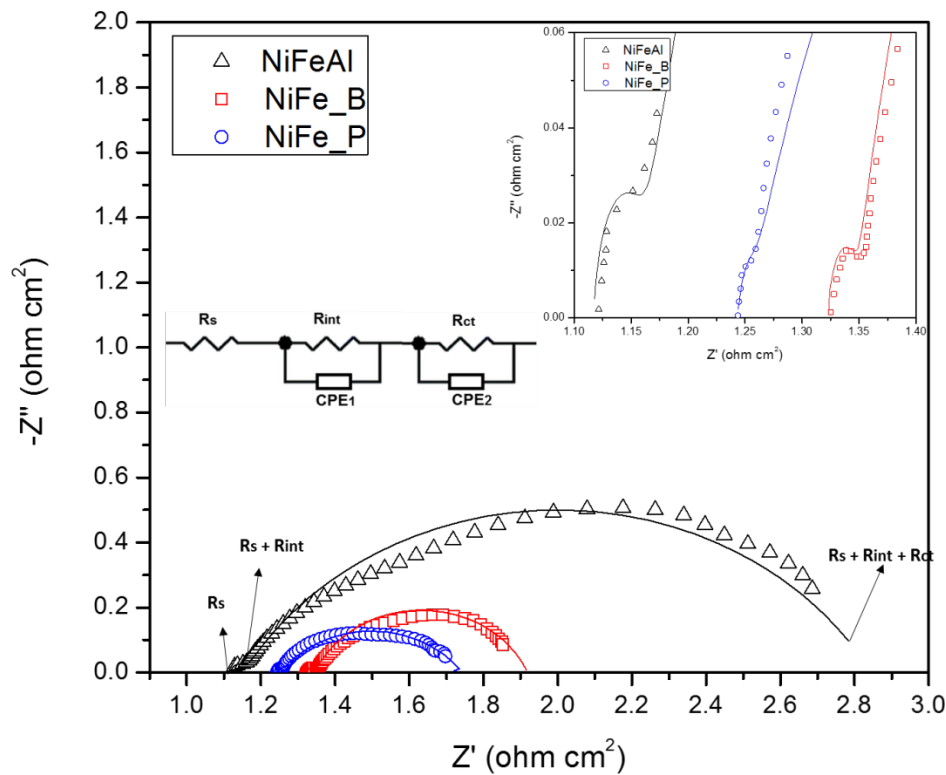 2.0
1.8
1.6
1.4
1.2
1.0
0.8
0.6
0.4
0.2
0.0
-Z'' (ohm cm²)
NiFeAl
NiFe_B
NiFe_P
0.06
0.04
0.02
0.00
-Z'' (ohm cm²)
NiFeAl
NiFe_B
NiFe_P
1.10 1.15 1.20 1.25 1.30 1.35 1.40
Z' (ohm cm²)
Rs Rint Rct
CPE1 CPE2
Rs + Rint
Rs
Rs + Rint + Rct
1.0 1.2 1.4 1.6 1.8 2.0 2.2 2.4 2.6 2.8 3.0
Z' (ohm cm²)